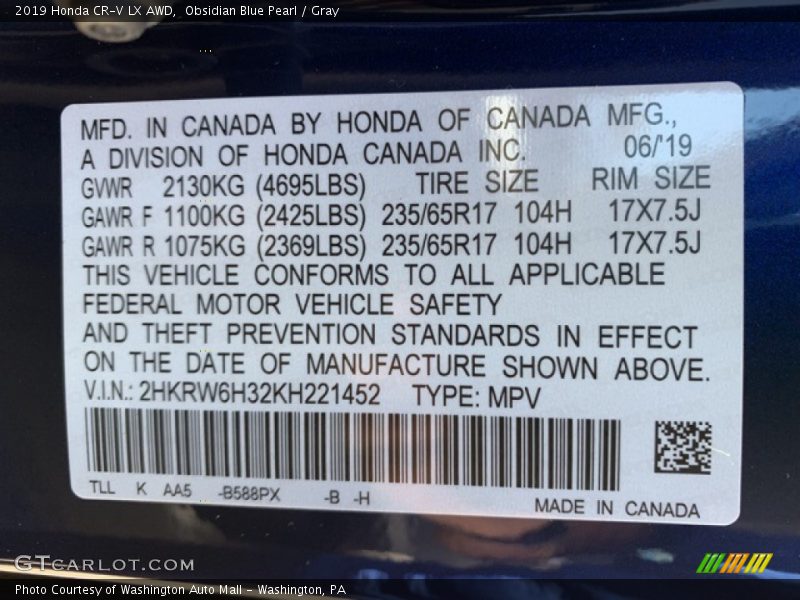 2019 Honda CR-V LX AWD, Obsidian Blue Pearl / Gray
MFD. IN CANADA BY HONDA OF CANADA MFG.,
A DIVISION OF HONDA CANADA INC. 06/'19
GVWR 2130KG (4695LBS) TIRE SIZE RIM SIZE
GAWR F 1100KG (2425LBS) 235/65R17 104H 17X7.5J
GAWR R 1075KG (2369LBS) 235/65R17 104H 17X7.5J
THIS VEHICLE CONFORMS TO ALL APPLICABLE
FEDERAL MOTOR VEHICLE SAFETY
AND THEFT PREVENTION STANDARDS IN EFFECT
ON THE DATE OF MANUFACTURE SHOWN ABOVE.
V.I.N.: 2HKRW6H32KH221452 TYPE: MPV
TLL K AA5 -B588PX -B -H
MADE IN CANADA
GTCARLOT.COM
Photo Courtesy of Washington Auto Mall - Washington, PA